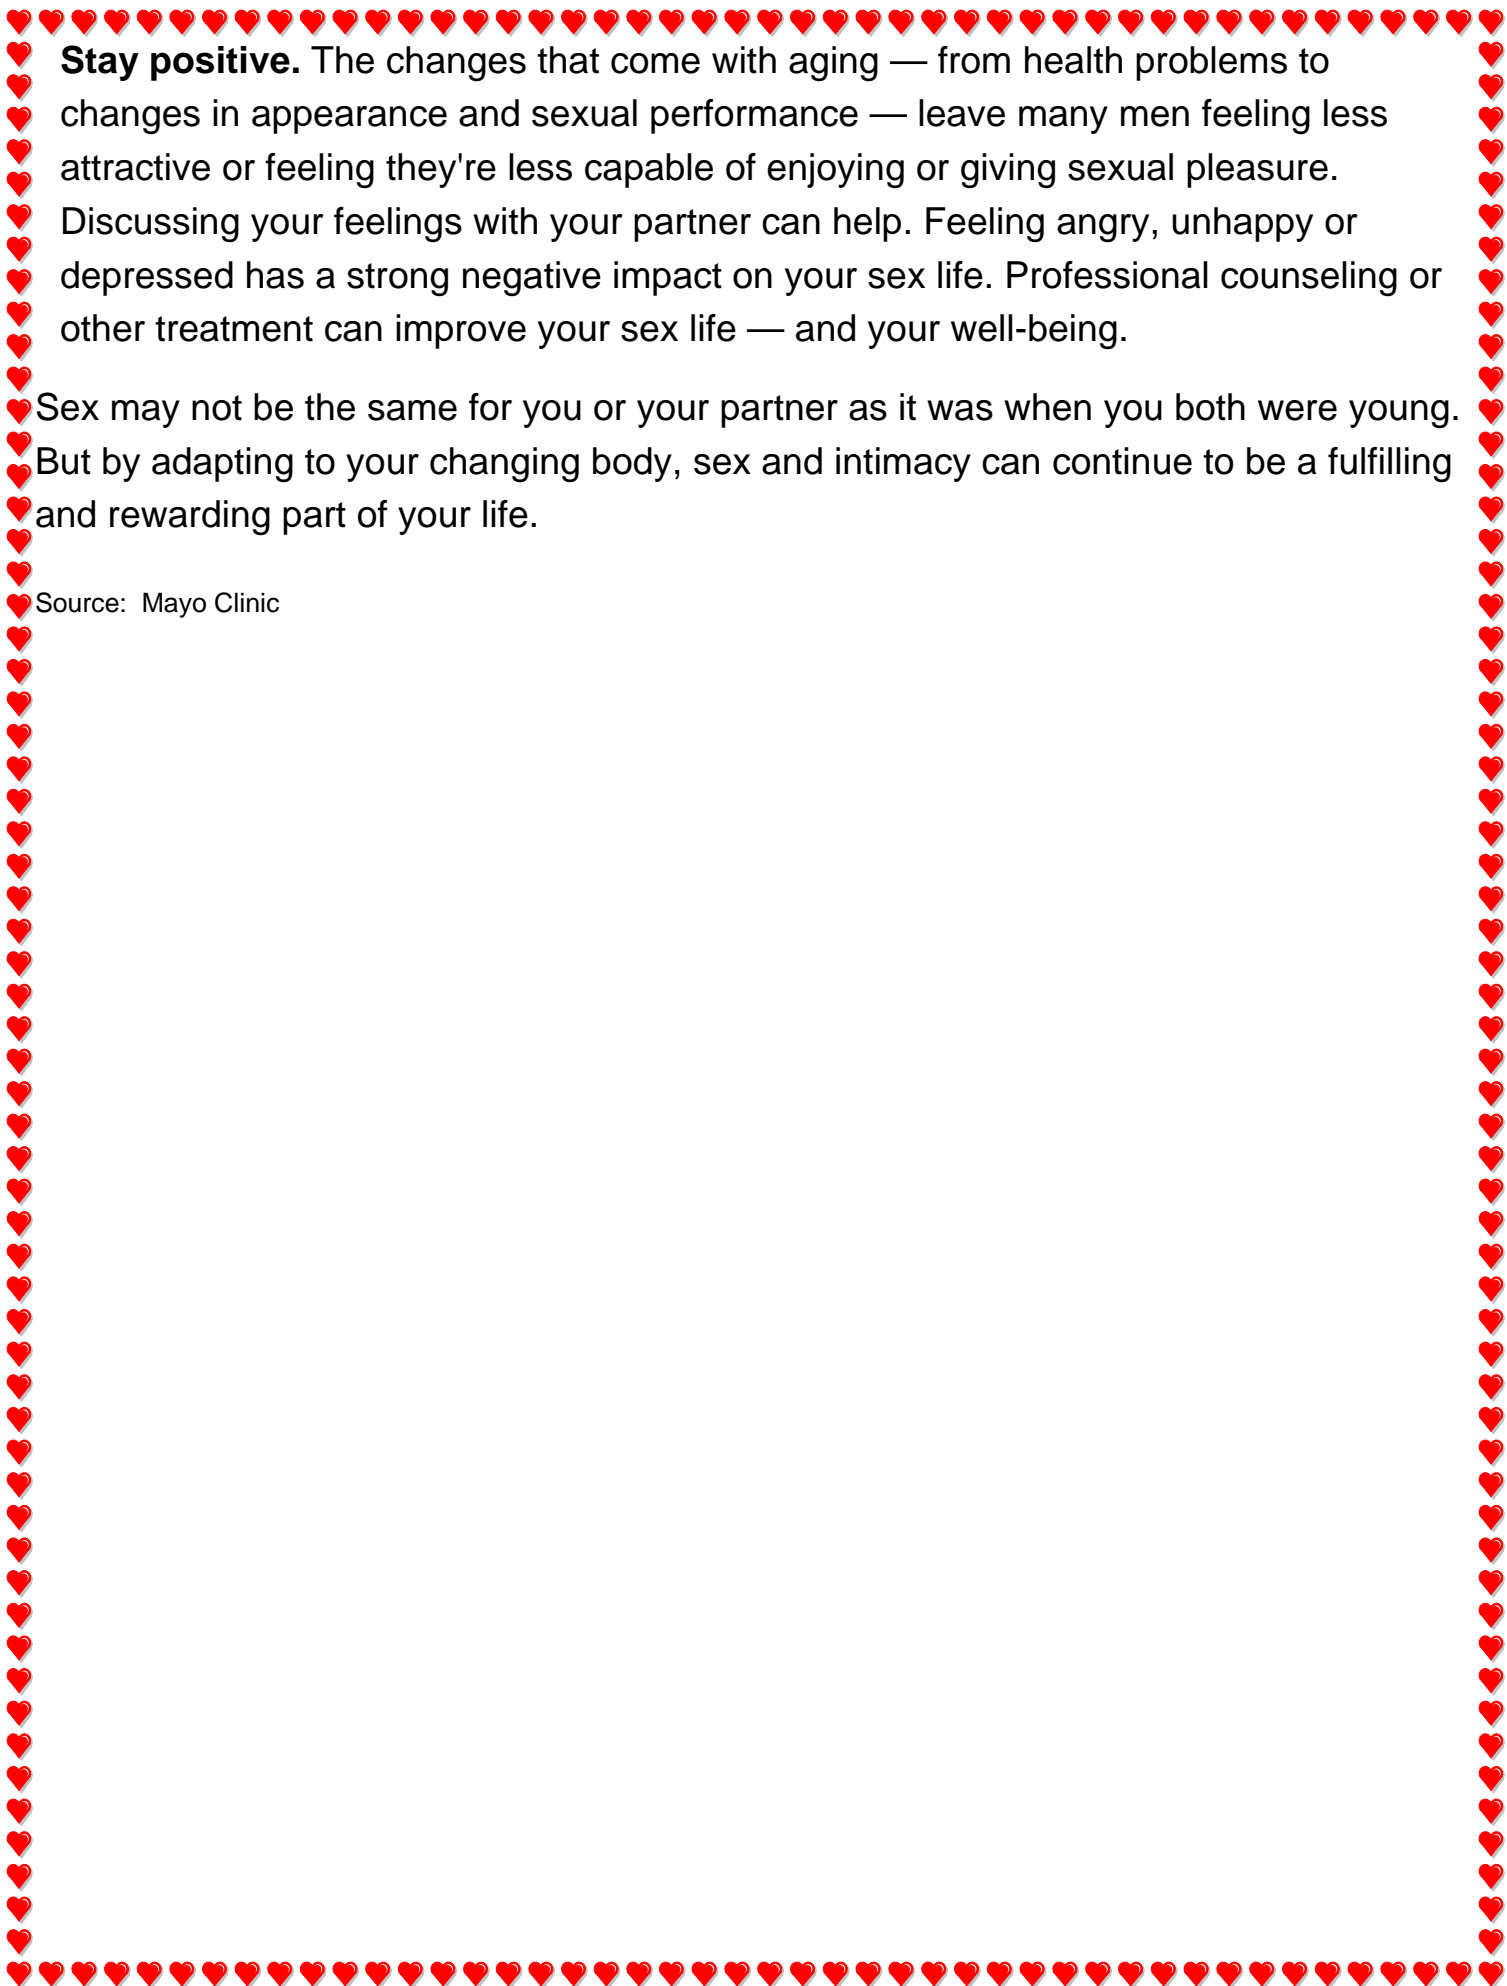 Stay positive. The changes that come with aging — from health problems to
changes in appearance and sexual performance — leave many men feeling less
attractive or feeling they're less capable of enjoying or giving sexual pleasure.
Discussing your feelings with your partner can help. Feeling angry, unhappy or
depressed has a strong negative impact on your sex life. Professional counseling or
other treatment can improve your sex life — and your well-being.
Sex may not be the same for you or your partner as it was when you both were young.
But by adapting to your changing body, sex and intimacy can continue to be a fulfilling
and rewarding part of your life.
Source:  Mayo Clinic